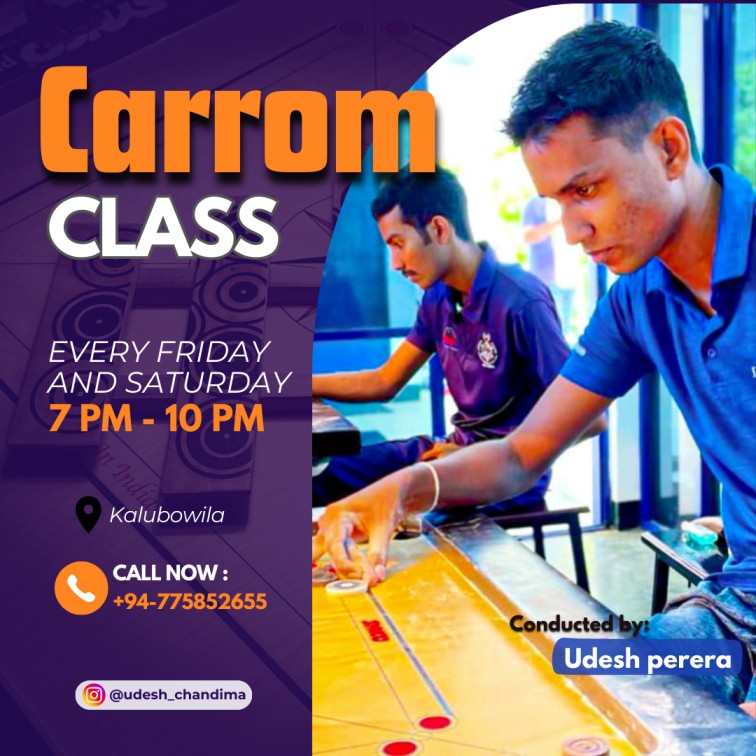 Carrom
CLASS
EVERY FRIDAY
AND SATURDAY
7 PM - 10 PM
Kalubowila
CALL NOW :
+94-775852655
@udesh_chandima
Conducted by:
Udesh perera